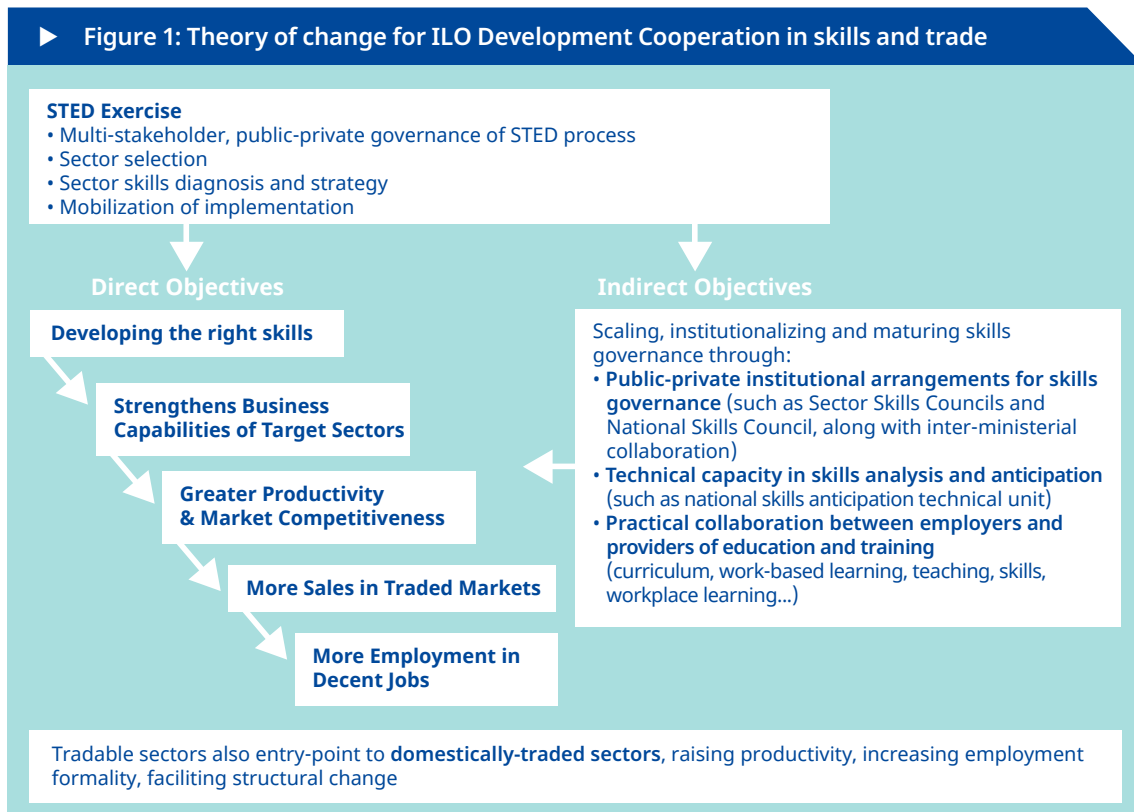 ▶ Figure 1: Theory of change for ILO Development Cooperation in skills and trade
STED Exercise
• Multi-stakeholder, public-private governance of STED process
• Sector selection
• Sector skills diagnosis and strategy
• Mobilization of implementation
Direct Objectives
Developing the right skills
Strengthens Business
Capabilities of Target Sectors
Greater Productivity
& Market Competitiveness
More Sales in Traded Markets
More Employment in
Decent Jobs
Indirect Objectives
Scaling, institutionalizing and maturing skills
governance through:
• Public-private institutional arrangements for skills
governance (such as Sector Skills Councils and
National Skills Council, along with inter-ministerial
collaboration)
• Technical capacity in skills analysis and anticipation
(such as national skills anticipation technical unit)
• Practical collaboration between employers and
providers of education and training
(curriculum, work-based learning, teaching, skills,
workplace learning...)
Tradable sectors also entry-point to domestically-traded sectors, raising productivity, increasing employment
formality, faciliting structural change